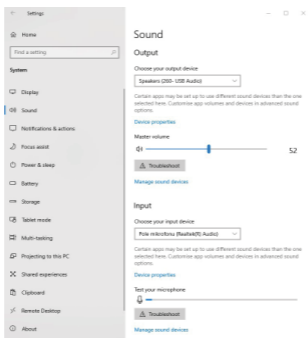 Settings
Home
Find a setting
System
Display
Sound
Notifications & actions
Focus assist
Power & sleep
Battery
Storage
Tablet mode
Multi-tasking
Projecting to this PC
Shared experiences
Clipboard
Remote Desktop
About
Sound
Output
Choose your output device
Speakers (260- USB Audio)
Certain apps may be set up to use different sound devices than the one
selected here. Customise app volumes and devices in advanced sound
options.
Device properties
Master volume
52
Troubleshoot
Manage sound devices
Input
Choose your input device
Pole mikrofonu (Realtek(R) Audio)
Certain apps may be set up to use different sound devices than the one
selected here. Customise app volumes and devices in advanced sound
options.
Device properties
Test your microphone
Troubleshoot
Manage sound devices